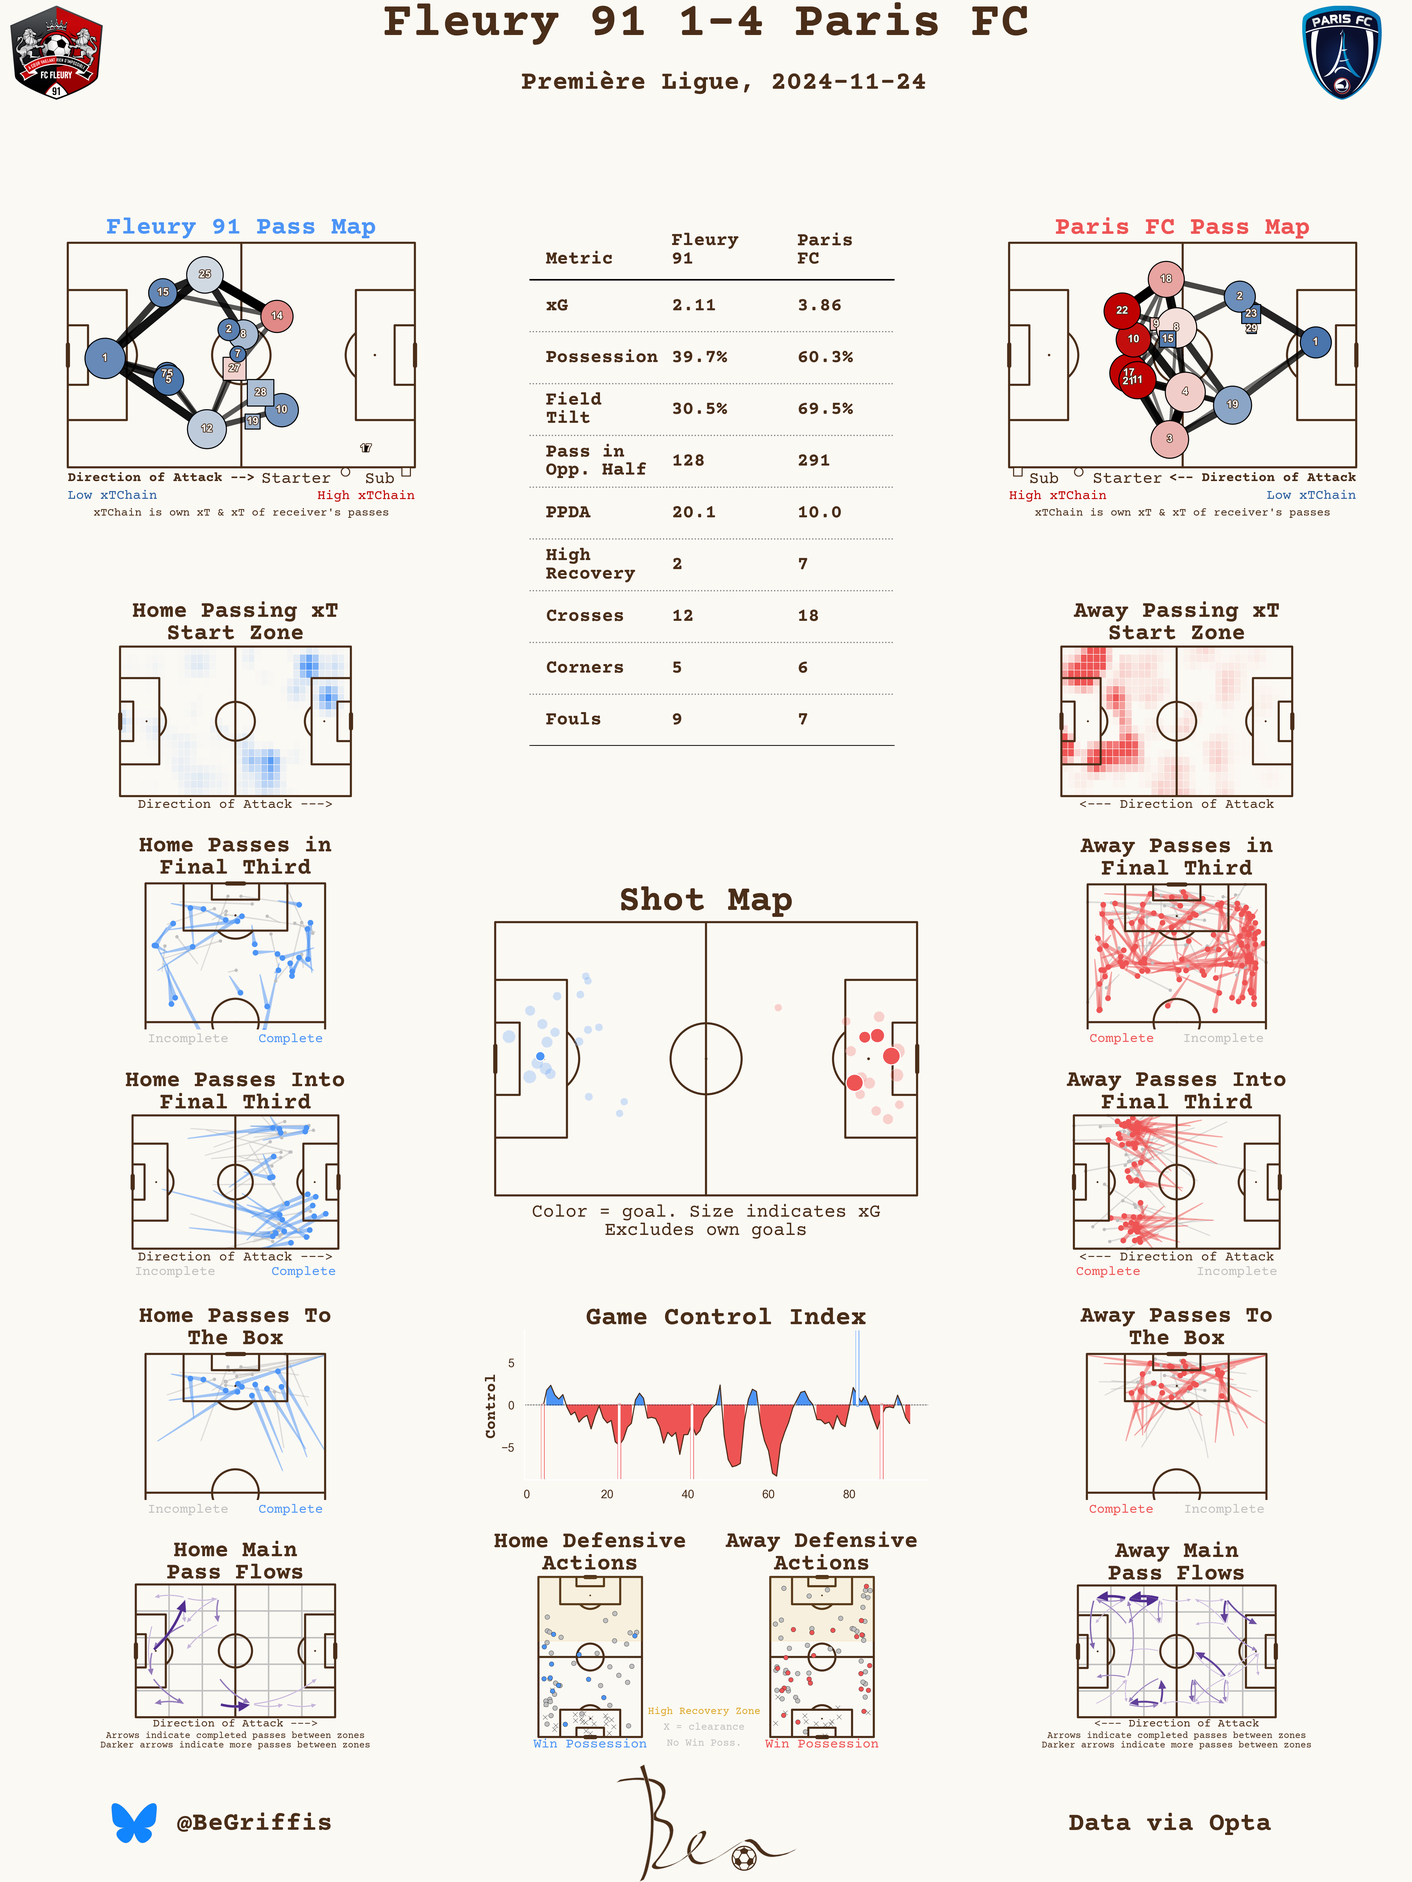 Fleury 91 1-4 Paris FC
Première Ligue, 2024-11-24
FC FLEURY
91
PARIS FC
Fleury 91 Pass Map
25
15
14
2
8
1
7
27
75
5
28
10
19
12
17
Direction of Attack --> Starter Sub
Low xTChain High xTChain
xTChain is own xT & xT of receiver's passes
Metric Fleury 91 Paris FC
xG 2.11 3.86
Possession 39.7% 60.3%
Field Tilt 30.5% 69.5%
Pass in Opp. Half 128 291
PPDA 20.1 10.0
High Recovery 2 7
Crosses 12 18
Corners 5 6
Fouls 9 7
Paris FC Pass Map
18
2
22
23
9
8
29
10
15
1
17
21
11
4
19
3
Sub Starter <-- Direction of Attack
High xTChain Low xTChain
xTChain is own xT & xT of receiver's passes
Home Passing xT
Start Zone
Direction of Attack --->
Away Passing xT
Start Zone
<--- Direction of Attack
Home Passes in
Final Third
Incomplete Complete
Away Passes in
Final Third
Complete Incomplete
Shot Map
Color = goal. Size indicates xG
Excludes own goals
Home Passes Into
Final Third
Direction of Attack --->
Incomplete Complete
Away Passes Into
Final Third
<--- Direction of Attack
Complete Incomplete
Home Passes To
The Box
Incomplete Complete
Game Control Index
Control
5
0
−5
0 20 40 60 80
Away Passes To
The Box
Complete Incomplete
Home Main
Pass Flows
Direction of Attack --->
Arrows indicate completed passes between zones
Darker arrows indicate more passes between zones
Home Defensive
Actions
Win Possession
High Recovery Zone
X = clearance
No Win Poss.
Away Defensive
Actions
Win Possession
Away Main
Pass Flows
<--- Direction of Attack
Arrows indicate completed passes between zones
Darker arrows indicate more passes between zones
@BeGriffis
Ben
Data via Opta